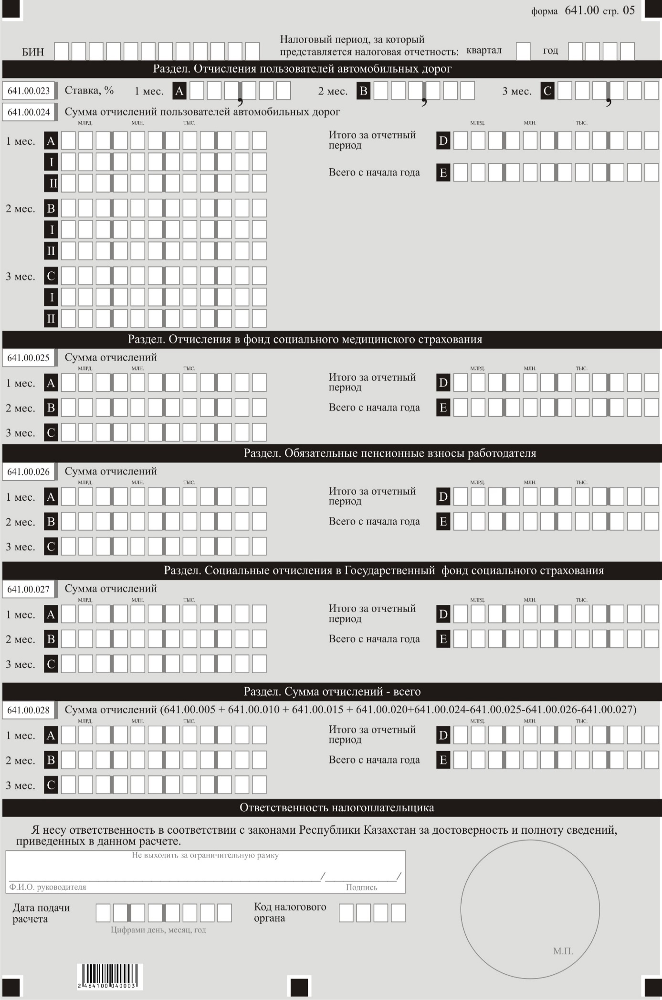 форма 641.00 стр. 05
БИН
Налоговый период, за который
представляется налоговая отчетность: квартал год
Раздел. Отчисления пользователей автомобильных дорог
641.00.023 Ставка, % 1 мес. A , 2 мес. B , 3 мес. C ,
641.00.024 Сумма отчислений пользователей автомобильных дорог
млрд. млн. тыс. млрд. млн. тыс.
1 мес. A Итого за отчетный
период D
I
II Всего с начала года E
2 мес. B
I
II
3 мес. C
I
II
Раздел. Отчисления в фонд социального медицинского страхования
641.00.025 Сумма отчислений
млрд. млн. тыс. млрд. млн. тыс.
1 мес. A Итого за отчетный
период D
2 мес. B Всего с начала года E
3 мес. C
Раздел. Обязательные пенсионные взносы работодателя
641.00.026 Сумма отчислений
млрд. млн. тыс. млрд. млн. тыс.
1 мес. A Итого за отчетный
период D
2 мес. B Всего с начала года E
3 мес. C
Раздел. Социальные отчисления в Государственный фонд социального страхования
641.00.027 Сумма отчислений
млрд. млн. тыс. млрд. млн. тыс.
1 мес. A Итого за отчетный
период D
2 мес. B Всего с начала года E
3 мес. C
Раздел. Сумма отчислений - всего
641.00.028 Сумма отчислений (641.00.005 + 641.00.010 + 641.00.015 + 641.00.020+641.00.024-641.00.025-641.00.026-641.00.027)
млрд. млн. тыс. млрд. млн. тыс.
1 мес. A Итого за отчетный
период D
2 мес. B Всего с начала года E
3 мес. C
Ответственность налогоплательщика
Я несу ответственность в соответствии с законами Республики Казахстан за достоверность и полноту сведений,
приведенных в данном расчете.
Не выходить за ограничительную рамку
/ /
Ф.И.О. руководителя Подпись
Дата подачи
расчета
Код налогового
органа
Цифрами день, месяц, год
М.П.
2 464100 040003